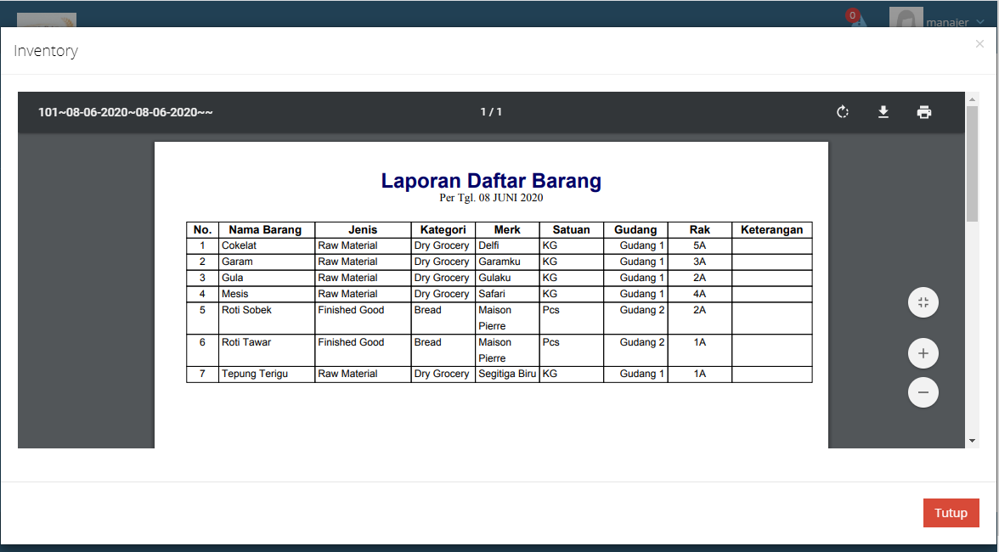 0
manajer
Inventory
×
101~08-06-2020~08-06-2020~~
1 / 1
Laporan Daftar Barang
Per Tgl. 08 JUNI 2020
No. Nama Barang Jenis Kategori Merk Satuan Gudang Rak Keterangan
1 Cokelat Raw Material Dry Grocery Delfi KG Gudang 1 5A
2 Garam Raw Material Dry Grocery Garamku KG Gudang 1 3A
3 Gula Raw Material Dry Grocery Gulaku KG Gudang 1 2A
4 Mesis Raw Material Dry Grocery Safari KG Gudang 1 4A
5 Roti Sobek Finished Good Bread Maison Pcs Gudang 2 2A
Pierre
6 Roti Tawar Finished Good Bread Maison Pcs Gudang 2 1A
Pierre
7 Tepung Terigu Raw Material Dry Grocery Segitiga Biru KG Gudang 1 1A
Tutup